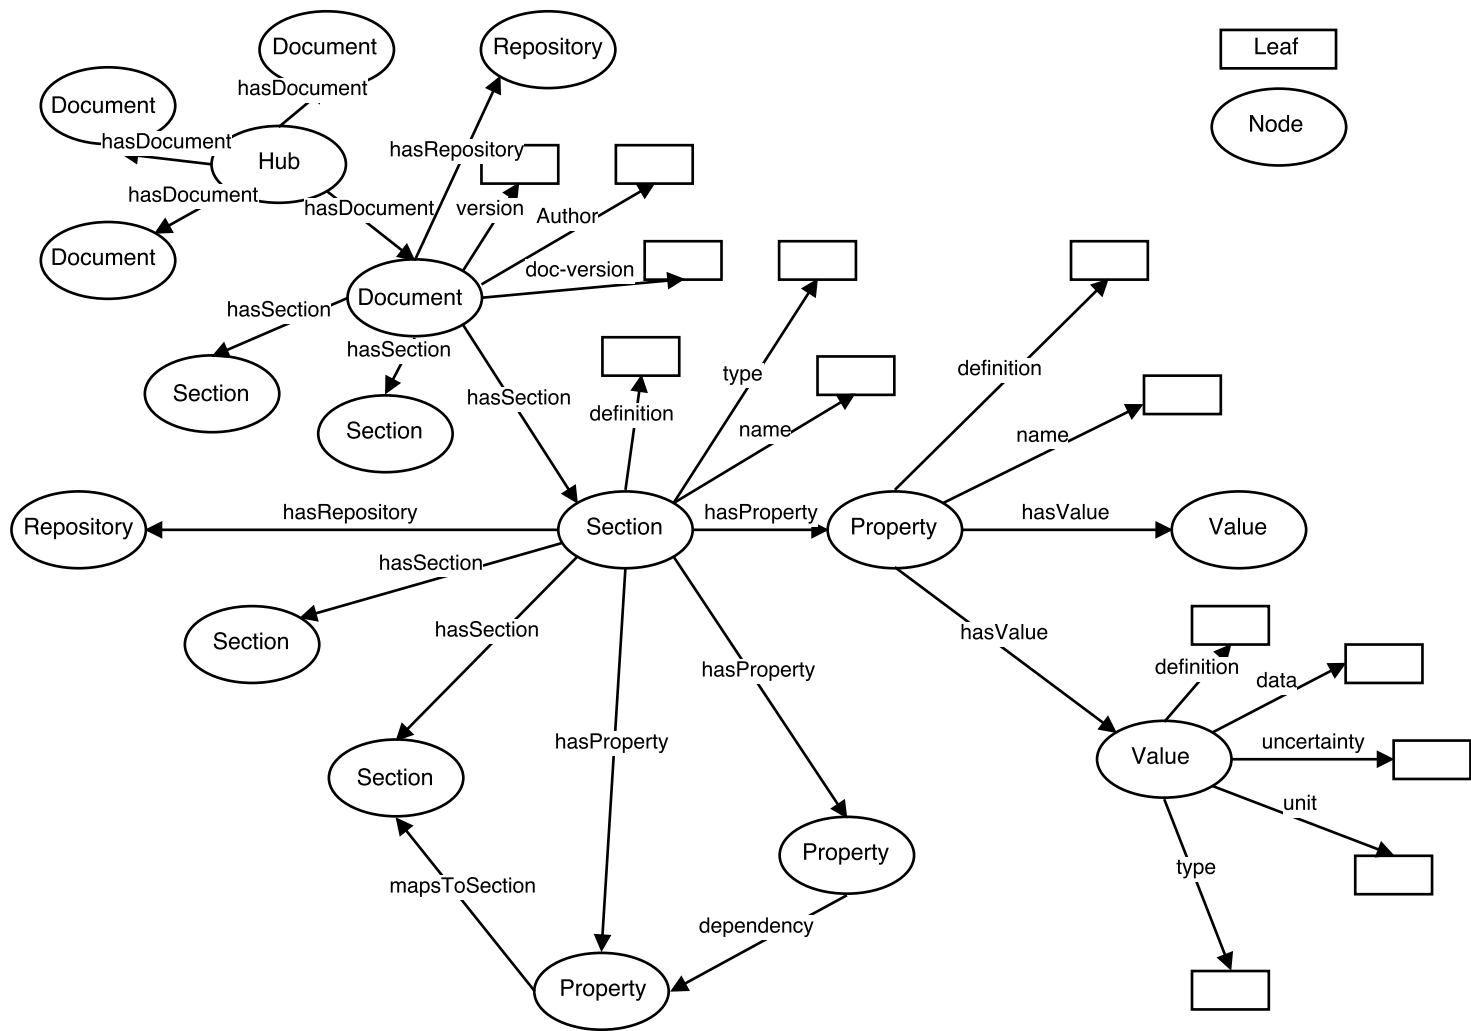 Document
Repository
Leaf
hasDocument
Document
Node
hasDocument
Hub
hasRepository
hasDocument
hasDocument
version
Author
Document
doc-version
Document
hasSection
hasSection
type
definition
Section
hasSection
definition
name
name
Section
hasRepository
hasProperty
hasValue
Repository
Section
Property
Value
hasSection
hasSection
hasValue
Section
hasProperty
definition
data
hasProperty
uncertainty
Section
Value
unit
Property
type
mapsToSection
dependency
Property